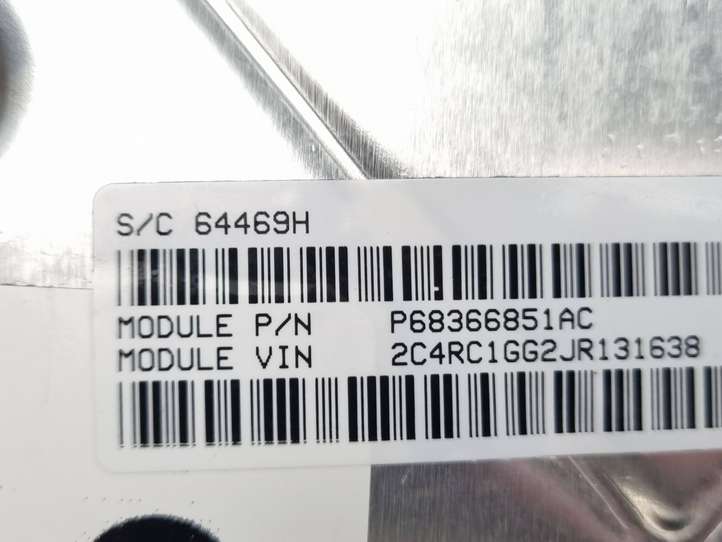 S/C 64469H
MODULE P/N P68366851AC
MODULE VIN 2C4RC1GG2JR131638